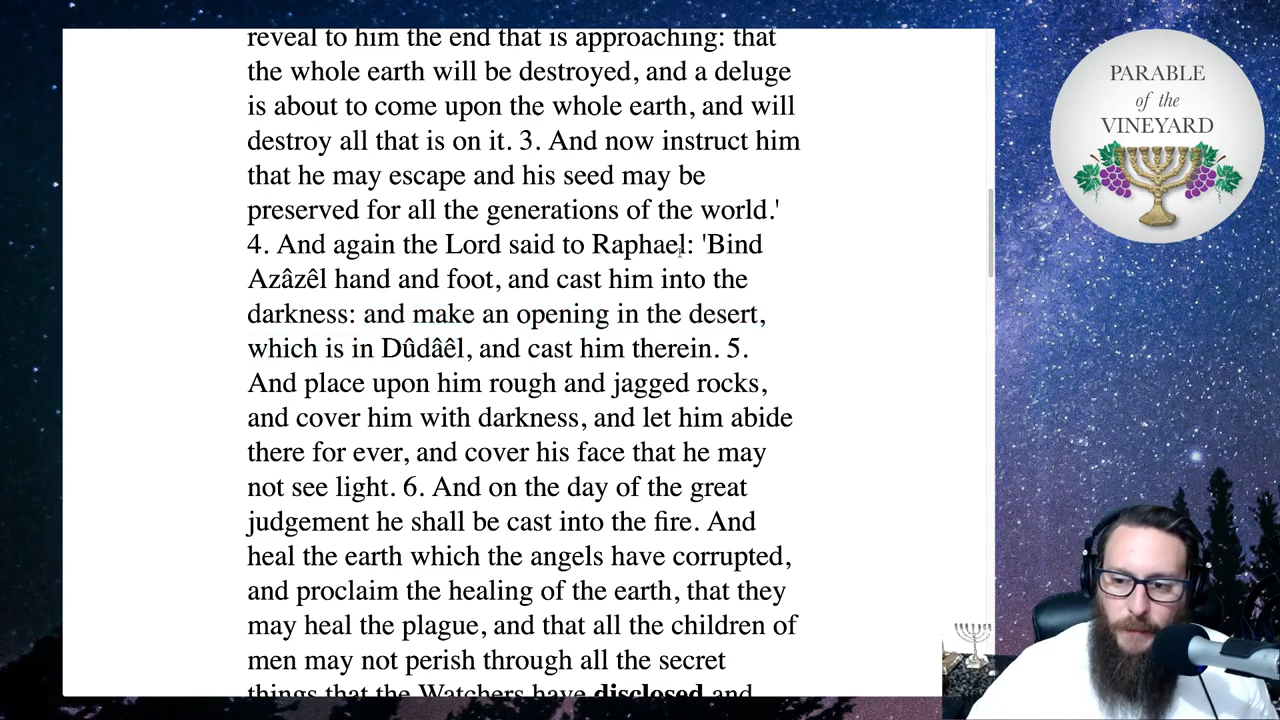 reveal to him the end that is approaching: that
the whole earth will be destroyed, and a deluge
is about to come upon the whole earth, and will
destroy all that is on it. 3. And now instruct him
that he may escape and his seed may be
preserved for all the generations of the world.'
4. And again the Lord said to Raphael: 'Bind
Azâzêl hand and foot, and cast him into the
darkness: and make an opening in the desert,
which is in Dûdâêl, and cast him therein. 5.
And place upon him rough and jagged rocks,
and cover him with darkness, and let him abide
there for ever, and cover his face that he may
not see light. 6. And on the day of the great
judgement he shall be cast into the fire. And
heal the earth which the angels have corrupted,
and proclaim the healing of the earth, that they
may heal the plague, and that all the children of
men may not perish through all the secret
things that the Watchers have disclosed and
PARABLE
of the
VINEYARD